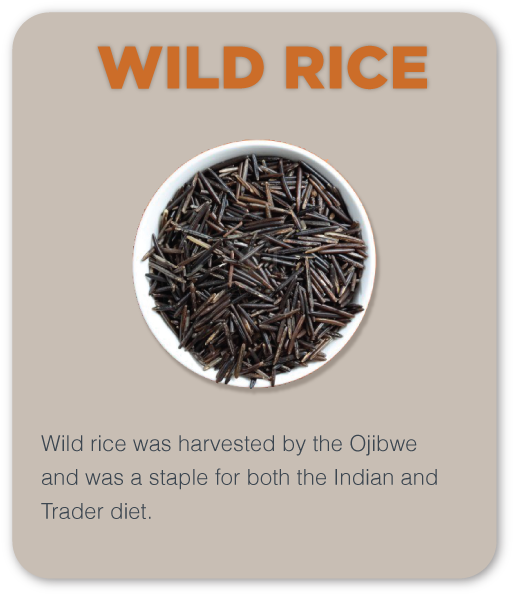 WILD RICE
Wild rice was harvested by the Ojibwe
and was a staple for both the Indian and
Trader diet.